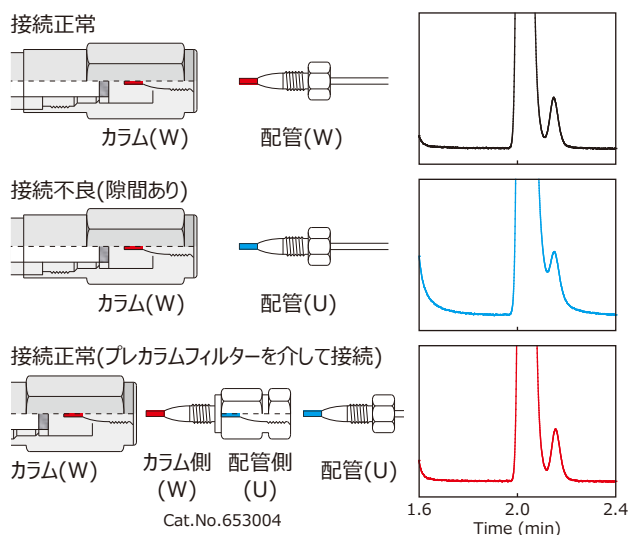 接続正常
カラム(W)
配管(W)
接続不良(隙間あり)
カラム(W)
配管(U)
接続正常(プレカラムフィルターを介して接続)
カラム(W)
カラム側
(W)
配管側
(U)
配管(U)
Cat.No.653004
1.6
2.0
2.4
Time (min)